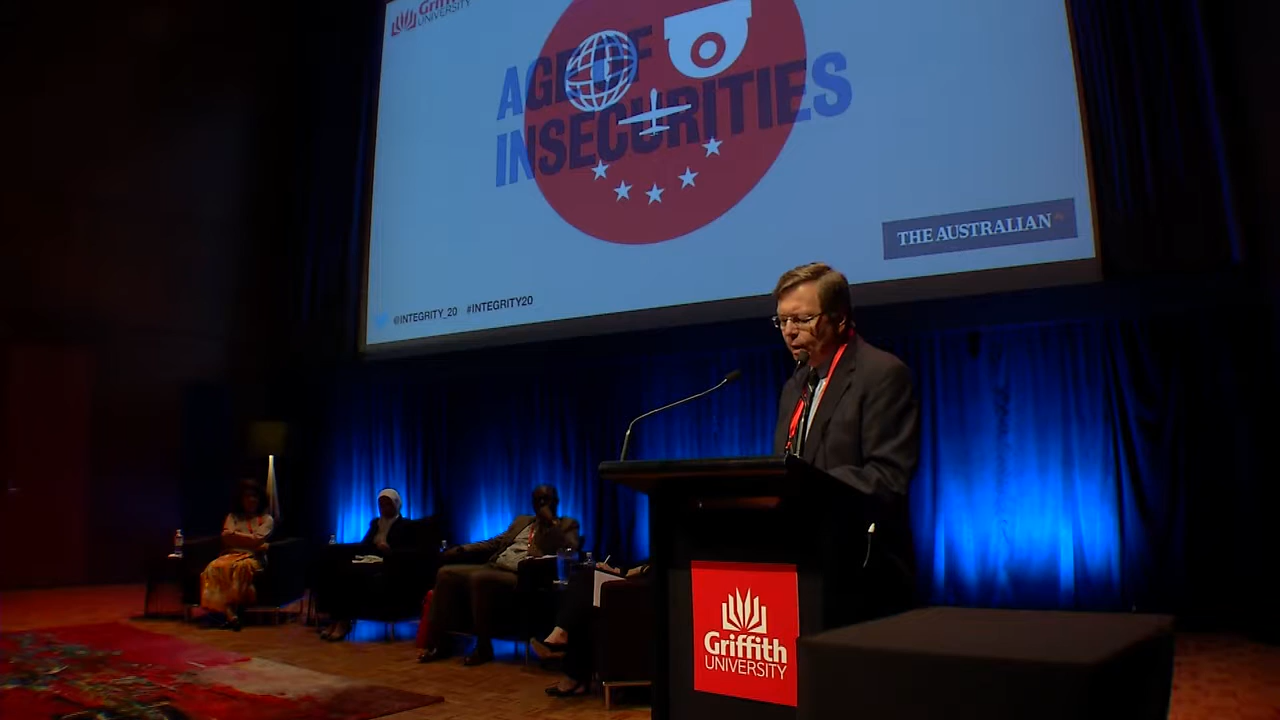 Griffith
UNIVERSITY
AGE OF
INSECURITIES
THE AUSTRALIAN
@INTEGRITY_20 #INTEGRITY20
Griffith
UNIVERSITY